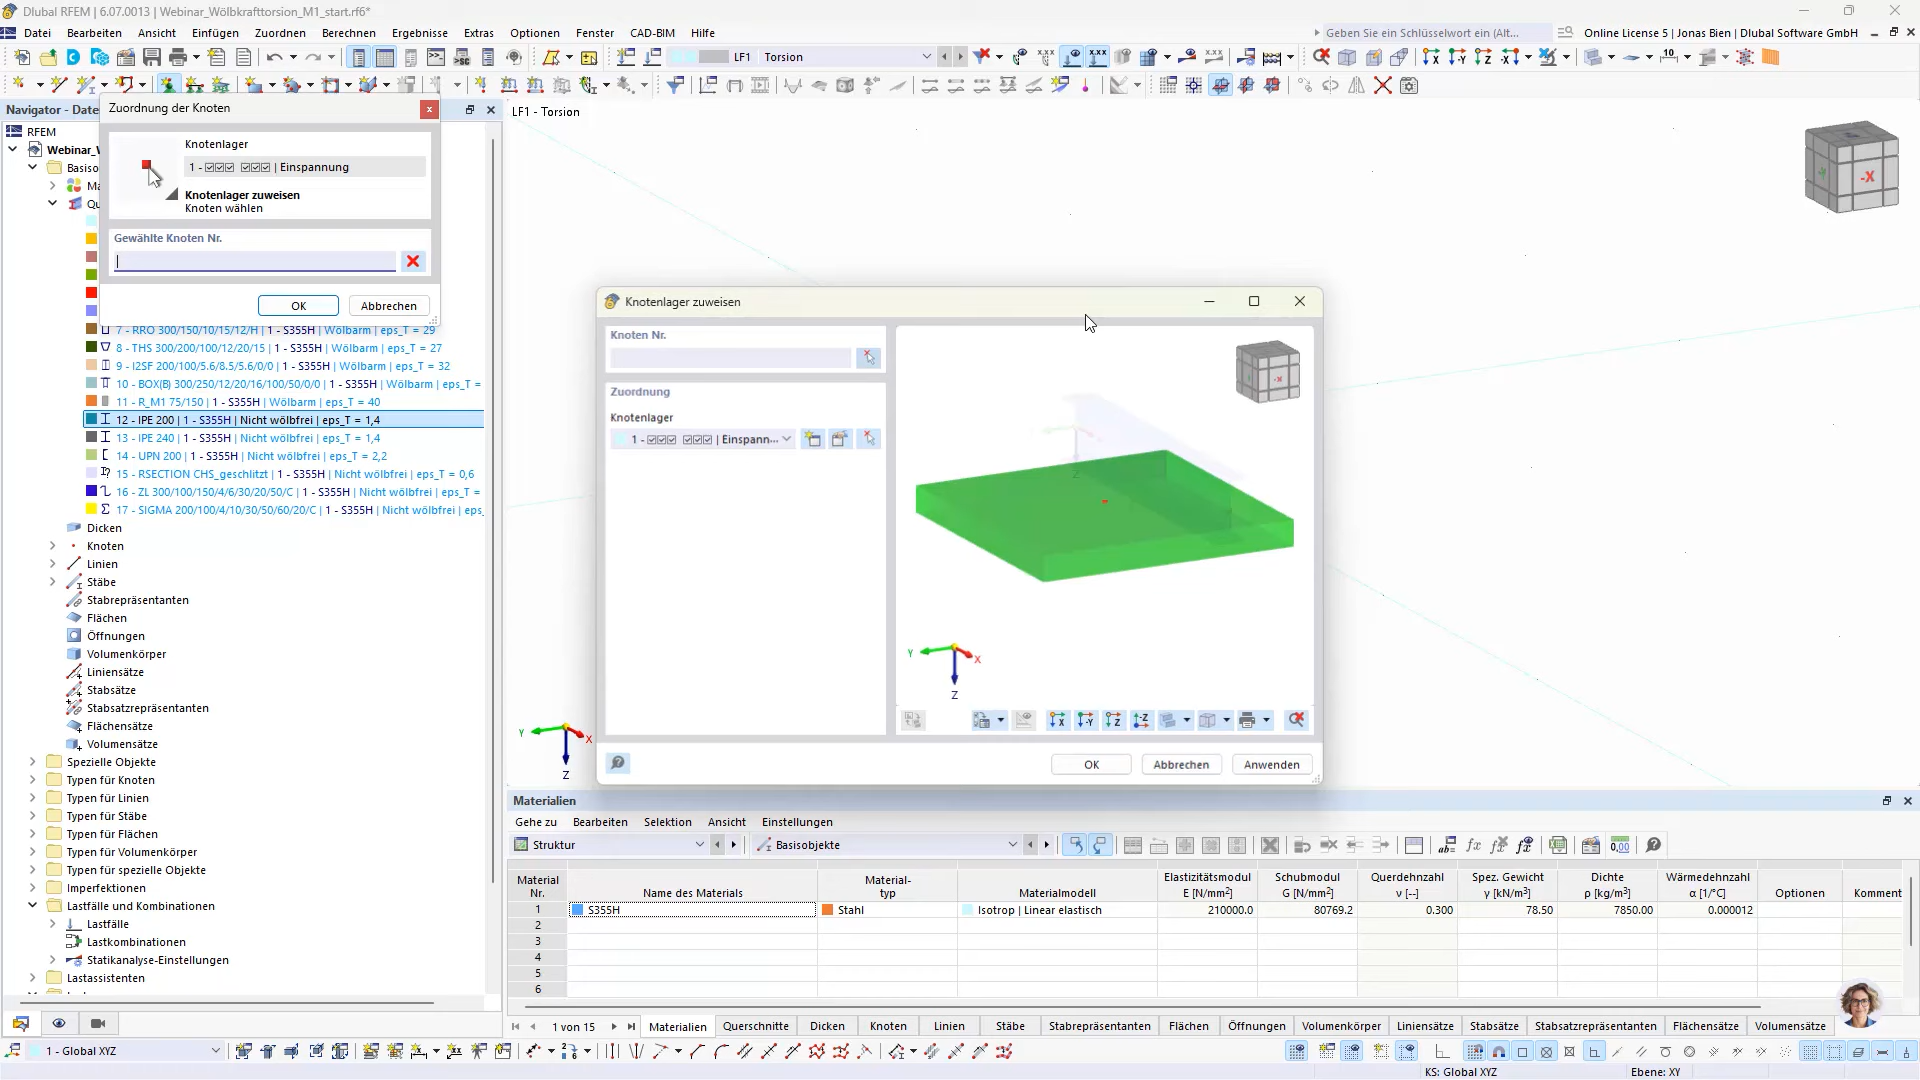 Dlubal RFEM | 6.07.0013 | Webinar_Wölbkrafttorsion_M1_start.rf6*
Datei Bearbeiten Ansicht Einfügen Zuordnen Berechnen Ergebnisse Extras Optionen Fenster CAD-BIM Hilfe
Geben Sie ein Schlüsselwort ein (Alt...
Online License 5 | Jonas Bien | Dlubal Software GmbH
LF1 Torsion
Navigator - Date
LF1 - Torsion
Zuordnung der Knoten
Knotenlager
1 - ☑☑☑ ☑☑☑ | Einspannung
Knotenlager zuweisen
Knoten wählen
Gewählte Knoten Nr.
OK Abbrechen
RFEM
Webinar_W
Basiso
Ma
Qu
7 - RRO 300/150/10/15/12/H | 1 - S355H | Wölbarm | eps_T = 29
8 - THS 300/200/100/12/20/15 | 1 - S355H | Wölbarm | eps_T = 27
9 - I2SF 200/100/5.6/8.5/5.6/0/0 | 1 - S355H | Wölbarm | eps_T = 32
10 - BOX(B) 300/250/12/20/16/100/50/0/0 | 1 - S355H | Wölbarm | eps_T =
11 - R_M1 75/150 | 1 - S355H | Wölbarm | eps_T = 40
12 - IPE 200 | 1 - S355H | Nicht wölbfrei | eps_T = 1,4
13 - IPE 240 | 1 - S355H | Nicht wölbfrei | eps_T = 1,4
14 - UPN 200 | 1 - S355H | Nicht wölbfrei | eps_T = 2,2
15 - RSECTION CHS_geschlitzt | 1 - S355H | Nicht wölbfrei | eps_T = 0,6
16 - ZL 300/100/150/4/6/30/20/50/C | 1 - S355H | Nicht wölbfrei | eps_T =
17 - SIGMA 200/100/4/10/30/50/60/20/C | 1 - S355H | Nicht wölbfrei | eps_
Dicken
Knoten
Linien
Stäbe
Stabrepräsentanten
Flächen
Öffnungen
Volumenkörper
Liniensätze
Stabsätze
Stabsatzrepräsentanten
Flächensätze
Volumensätze
Spezielle Objekte
Typen für Knoten
Typen für Linien
Typen für Stäbe
Typen für Flächen
Typen für Volumenkörper
Typen für spezielle Objekte
Imperfektionen
Lastfälle und Kombinationen
Lastfälle
Lastkombinationen
Statikanalyse-Einstellungen
Lastassistenten
Knotenlager zuweisen
Knoten Nr.
Zuordnung
Knotenlager
1 - ☑☑☑ ☑☑☑ | Einspann...
-X
Y
X
Z
OK Abbrechen Anwenden
Y
X
Z
Materialien
Gehe zu Bearbeiten Selektion Ansicht Einstellungen
Struktur
Basisobjekte
Material Nr. Name des Materials Material-typ Materialmodell Elastizitätsmodul E [N/mm²] Schubmodul G [N/mm²] Querdehnzahl ν [--] Spez. Gewicht γ [kN/m³] Dichte ρ [kg/m³] Wärmedehnzahl α [1/°C] Optionen Komment
1 S355H Stahl Isotrop | Linear elastisch 210000.0 80769.2 0.300 78.50 7850.00 0.000012
2
3
4
5
6
1 von 15
Materialien Querschnitte Dicken Knoten Linien Stäbe Stabrepräsentanten Flächen Öffnungen Volumenkörper Liniensätze Stabsätze Stabsatzrepräsentanten Flächensätze Volumensätze
1 - Global XYZ
KS: Global XYZ
Ebene: XY